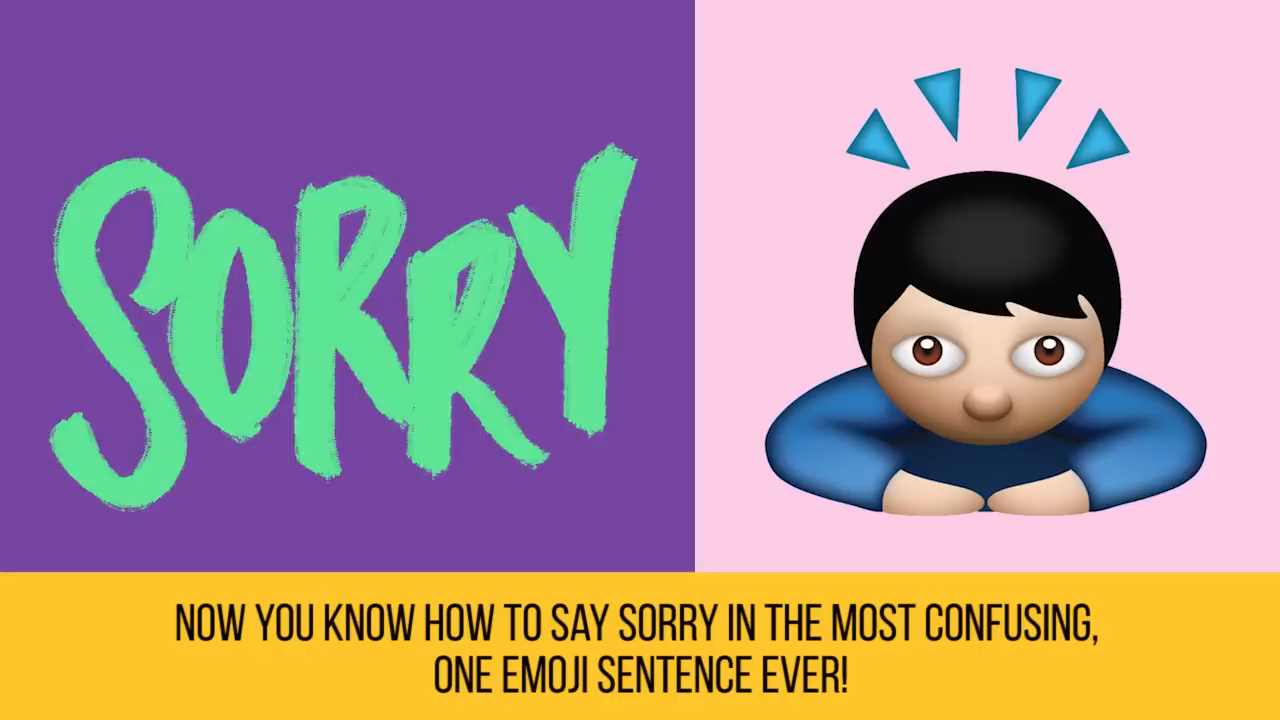 SORRY
NOW YOU KNOW HOW TO SAY SORRY IN THE MOST CONFUSING,
ONE EMOJI SENTENCE EVER!